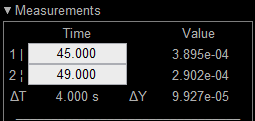 ▼ Measurements
Time Value
1 | 45.000 3.895e-04
2 ¦ 49.000 2.902e-04
ΔT 4.000 s ΔY 9.927e-05